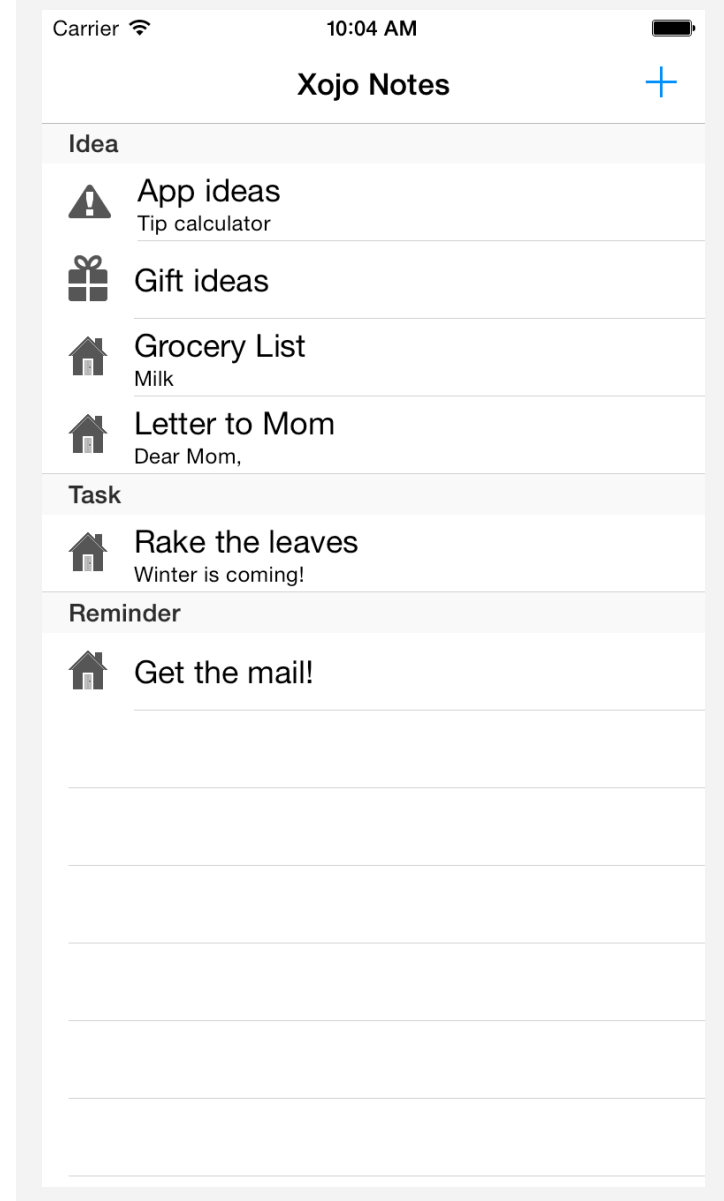 Carrier 10:04 AM
Xojo Notes
Idea
App ideas
Tip calculator
Gift ideas
Grocery List
Milk
Letter to Mom
Dear Mom,
Task
Rake the leaves
Winter is coming!
Reminder
Get the mail!